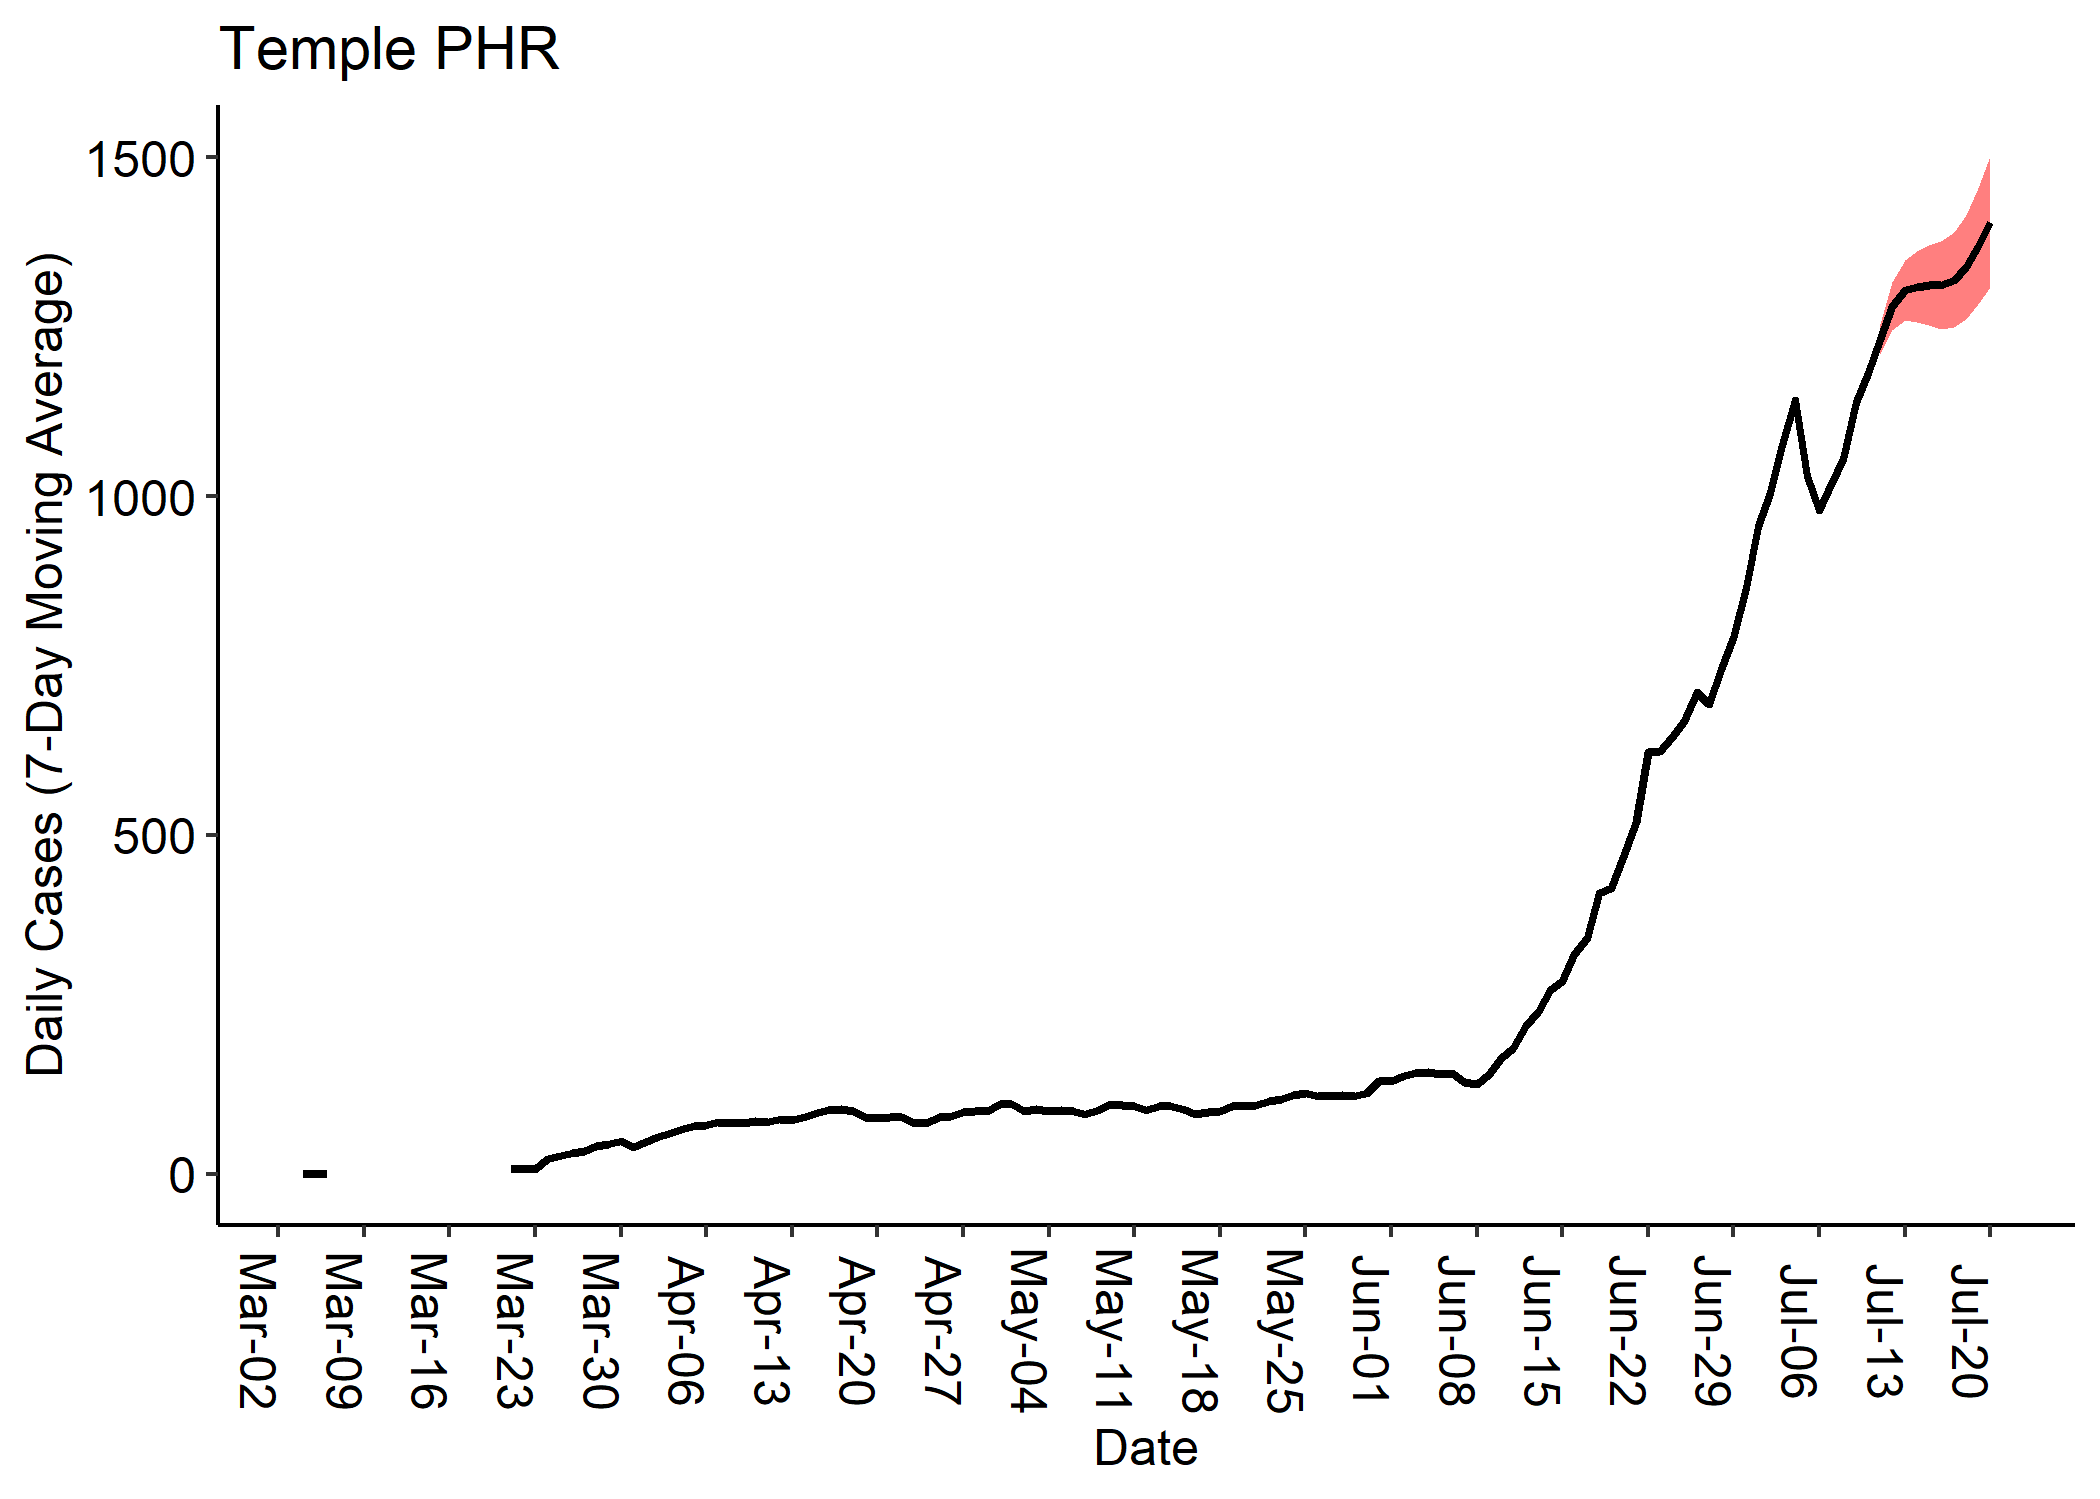 Temple PHR
Daily Cases (7-Day Moving Average)
1500
1000
500
0
Mar-02
Mar-09
Mar-16
Mar-23
Mar-30
Apr-06
Apr-13
Apr-20
Apr-27
May-04
May-11
May-18
May-25
Jun-01
Jun-08
Jun-15
Jun-22
Jun-29
Jul-06
Jul-13
Jul-20
Date